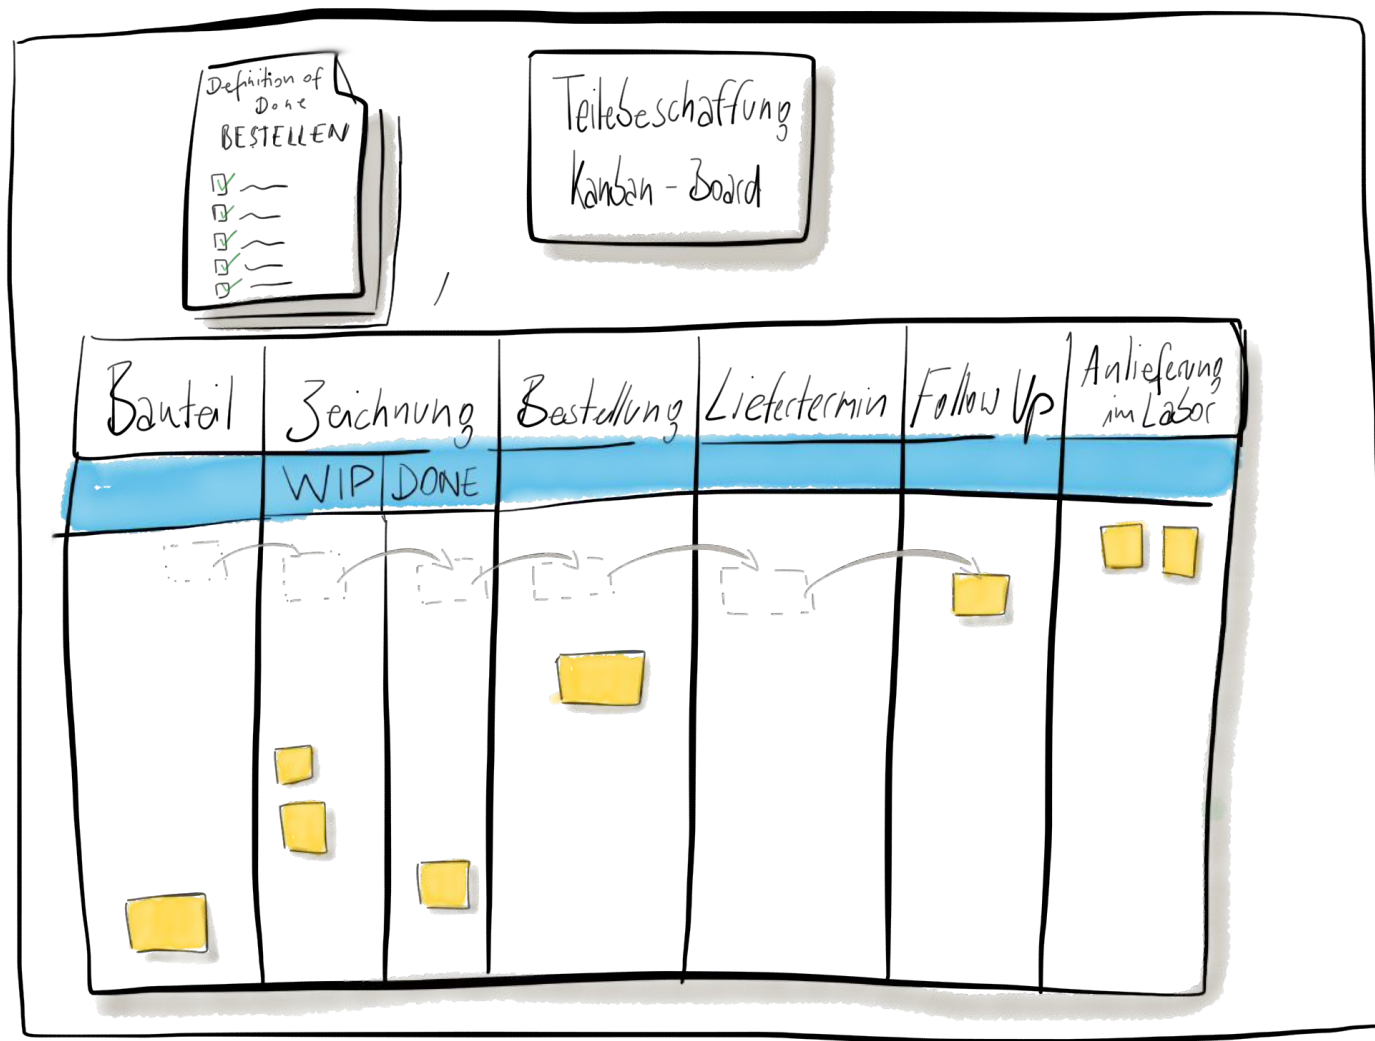 Definition of
Done
BESTELLEN
Teilebeschaffung
Kanban - Board
Bauteil
Zeichnung
Bestellung
Liefertermin
Follow Up
Anlieferung
im Labor
WIP
DONE